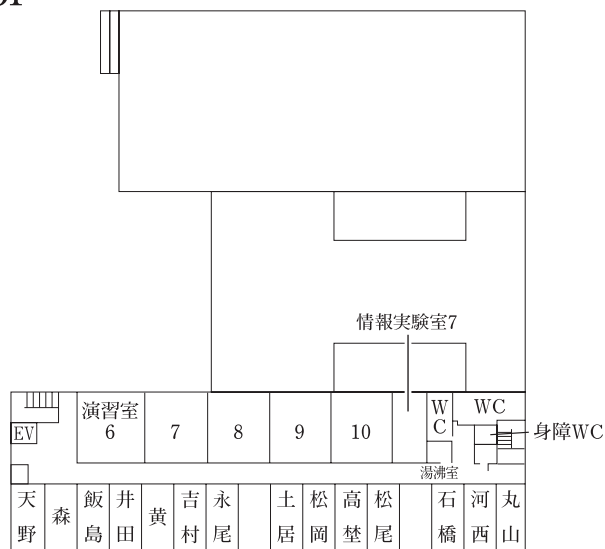 情報実験室7
演習室
6
7
8
9
10
WC
WC
身障WC
EV
湯沸室
天野
森
飯島
井田
黄
吉村
永尾
土居
松岡
高埜
松尾
石橋
河西
丸山